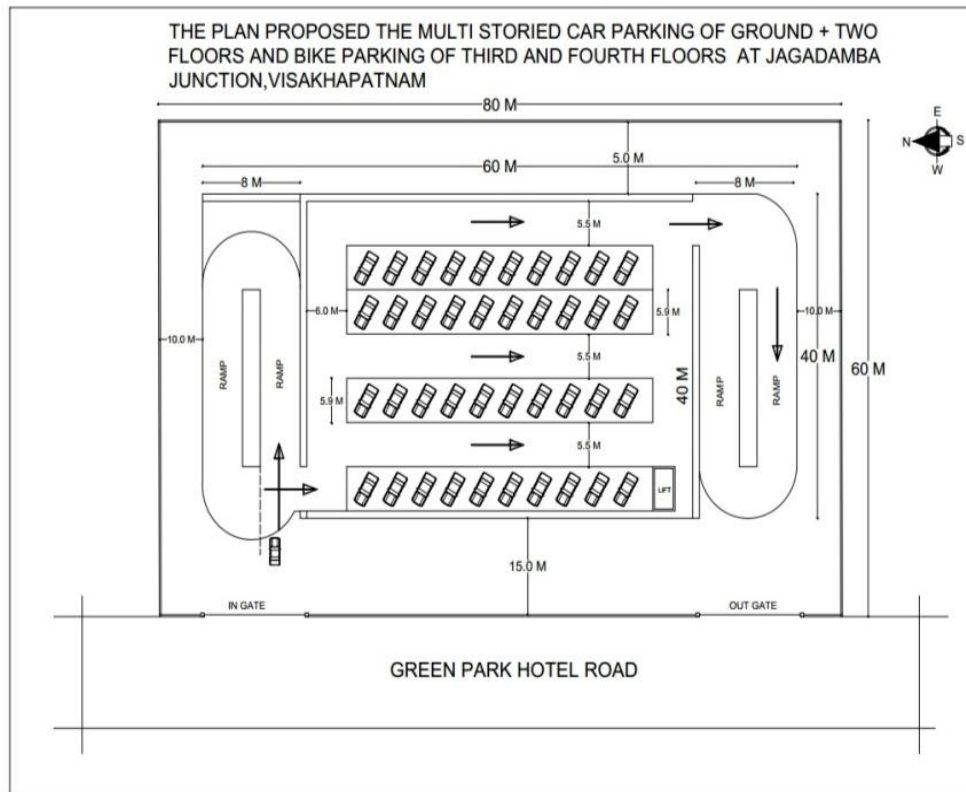 THE PLAN PROPOSED THE MULTI STORIED CAR PARKING OF GROUND + TWO
FLOORS AND BIKE PARKING OF THIRD AND FOURTH FLOORS AT JAGADAMBA
JUNCTION,VISAKHAPATNAM
80 M
E
N S
W
60 M
5.0 M
8 M
8 M
5.5 M
6.0 M
5.9 M
10.0 M
10.0 M
RAMP
RAMP
5.5 M
40 M
40 M
60 M
RAMP
RAMP
5.9 M
5.5 M
LIFT
15.0 M
IN GATE
OUT GATE
GREEN PARK HOTEL ROAD